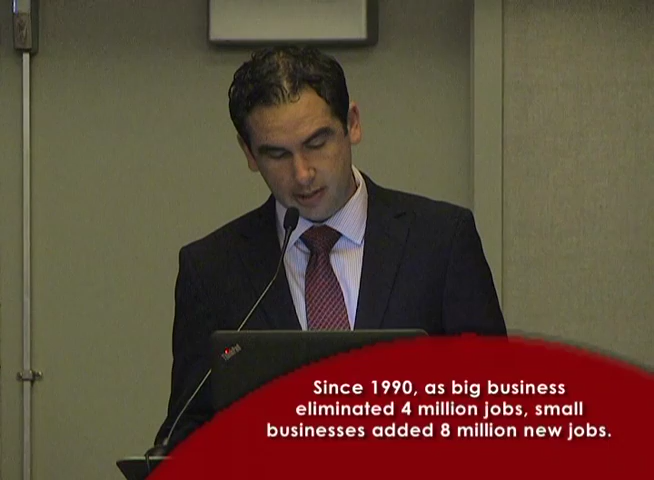 Since 1990, as big business
eliminated 4 million jobs, small
businesses added 8 million new jobs.